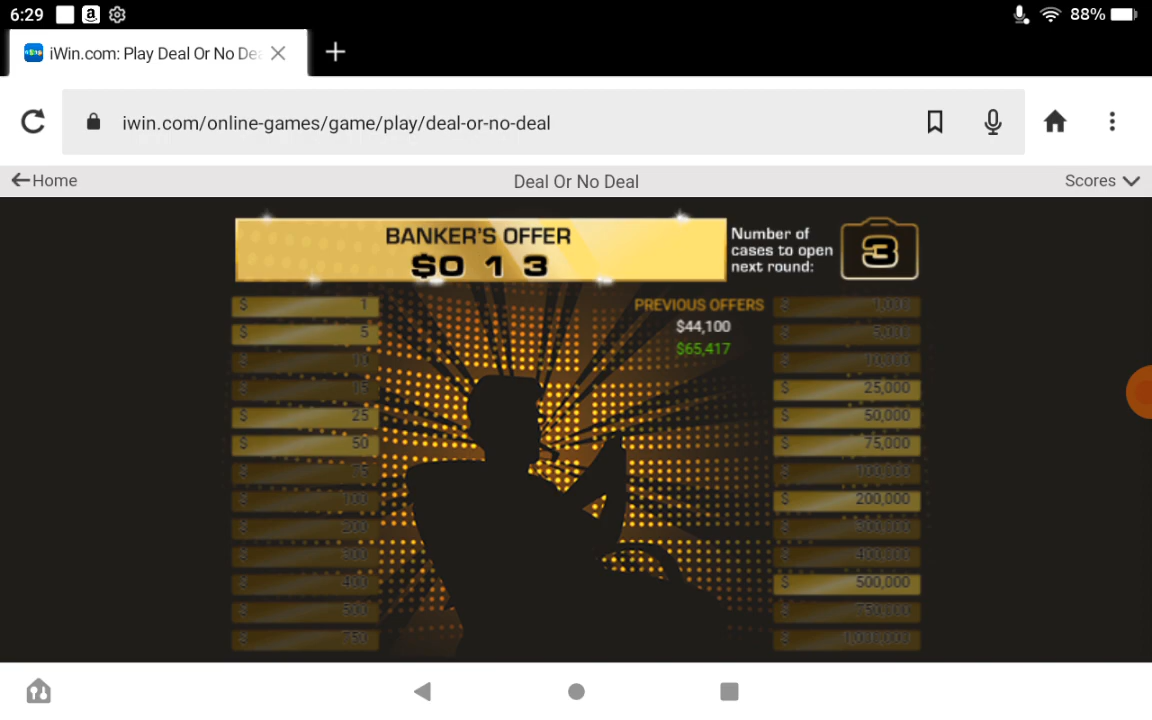 6:29
88%
iWin.com: Play Deal Or No De
iwin.com/online-games/game/play/deal-or-no-deal
Home
Deal Or No Deal
Scores
BANKER'S OFFER
$0 1 3
Number of
cases to open
next round:
3
PREVIOUS OFFERS
$44,100
$65,417
$ 1
$ 5
$ 10
$ 15
$ 25
$ 50
$ 75
$ 100
$ 200
$ 300
$ 400
$ 500
$ 750
$ 1,000
$ 5,000
$ 10,000
$ 25,000
$ 50,000
$ 75,000
$ 100,000
$ 200,000
$ 300,000
$ 400,000
$ 500,000
$ 750,000
$ 1,000,000